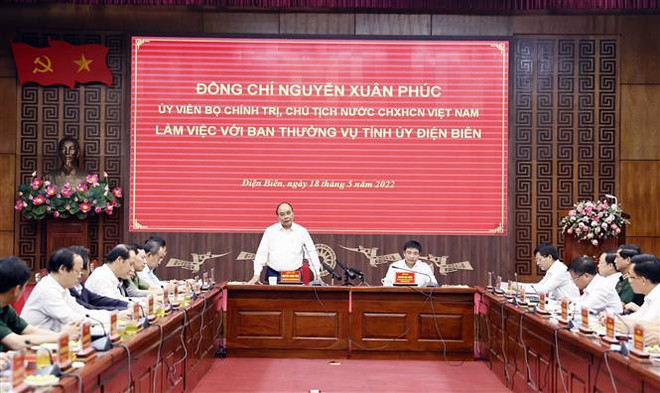 ĐỒNG CHÍ NGUYỄN XUÂN PHÚC
ỦY VIÊN BỘ CHÍNH TRỊ, CHỦ TỊCH NƯỚC CHXHCN VIỆT NAM
LÀM VIỆC VỚI BAN THƯỜNG VỤ TỈNH ỦY ĐIỆN BIÊN
Điện Biên, ngày 18 tháng 5 năm 2022